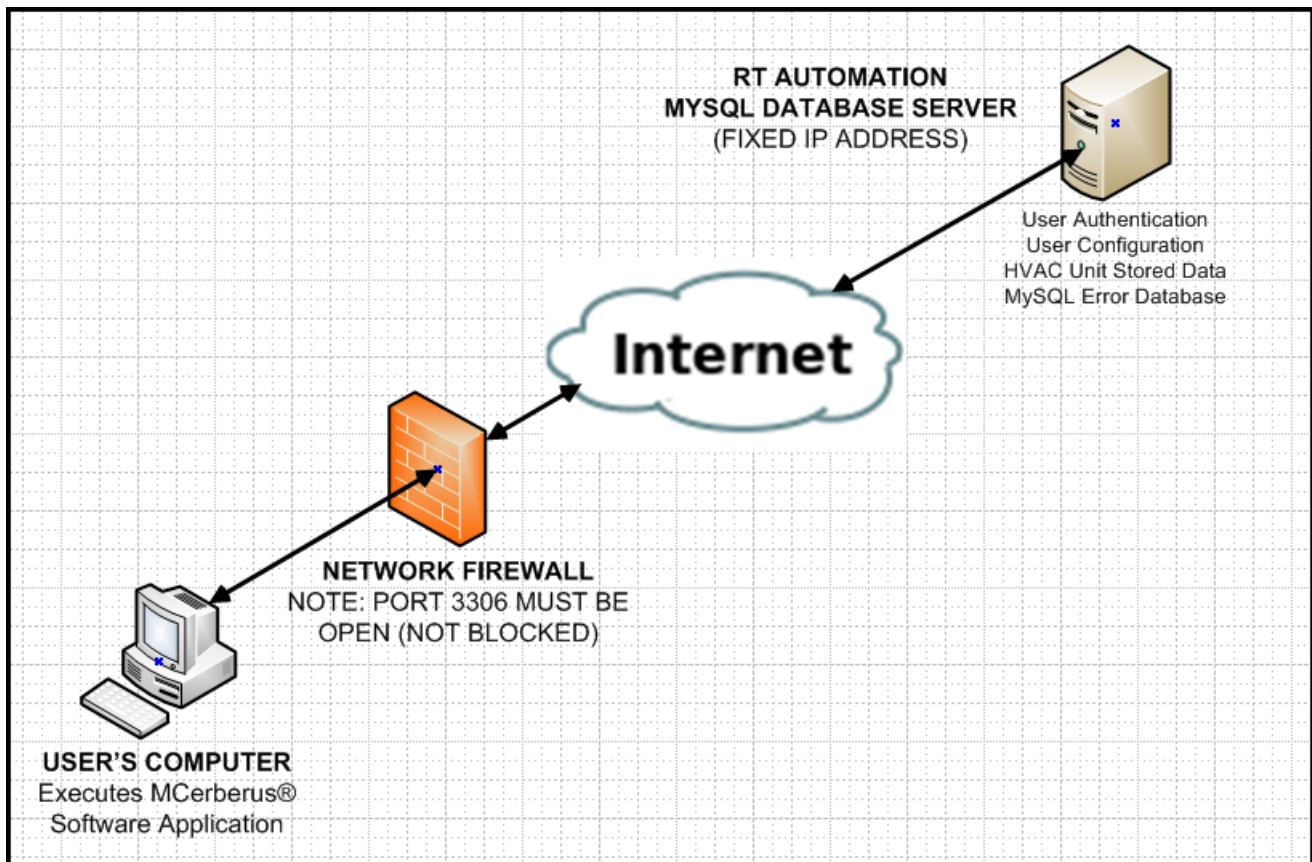 RT AUTOMATION
MYSQL DATABASE SERVER
(FIXED IP ADDRESS)
User Authentication
User Configuration
HVAC Unit Stored Data
MySQL Error Database
Internet
NETWORK FIREWALL
NOTE: PORT 3306 MUST BE
OPEN (NOT BLOCKED)
USER’S COMPUTER
Executes MCerberus®
Software Application